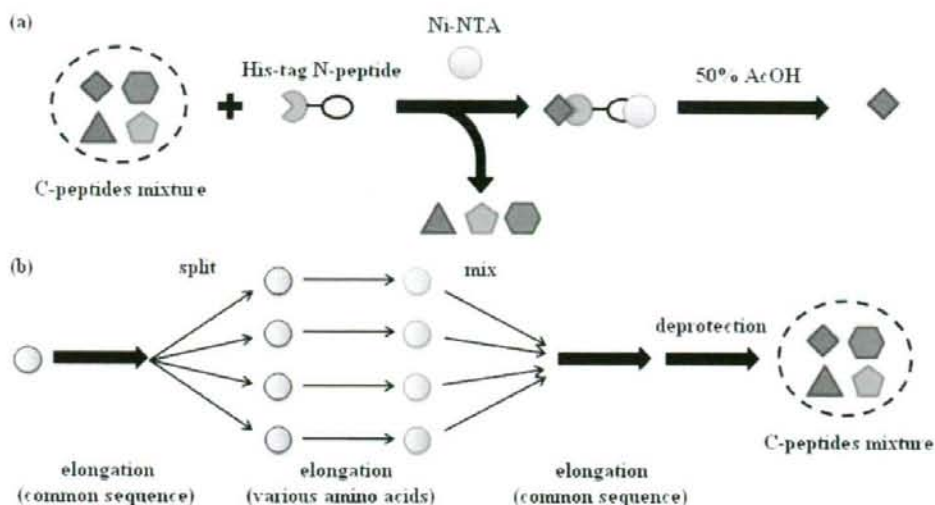 (a)
Ni-NTA
His-tag N-peptide
50% AcOH
C-peptides mixture
(b)
split
mix
deprotection
C-peptides mixture
elongation
(common sequence)
elongation
(various amino acids)
elongation
(common sequence)